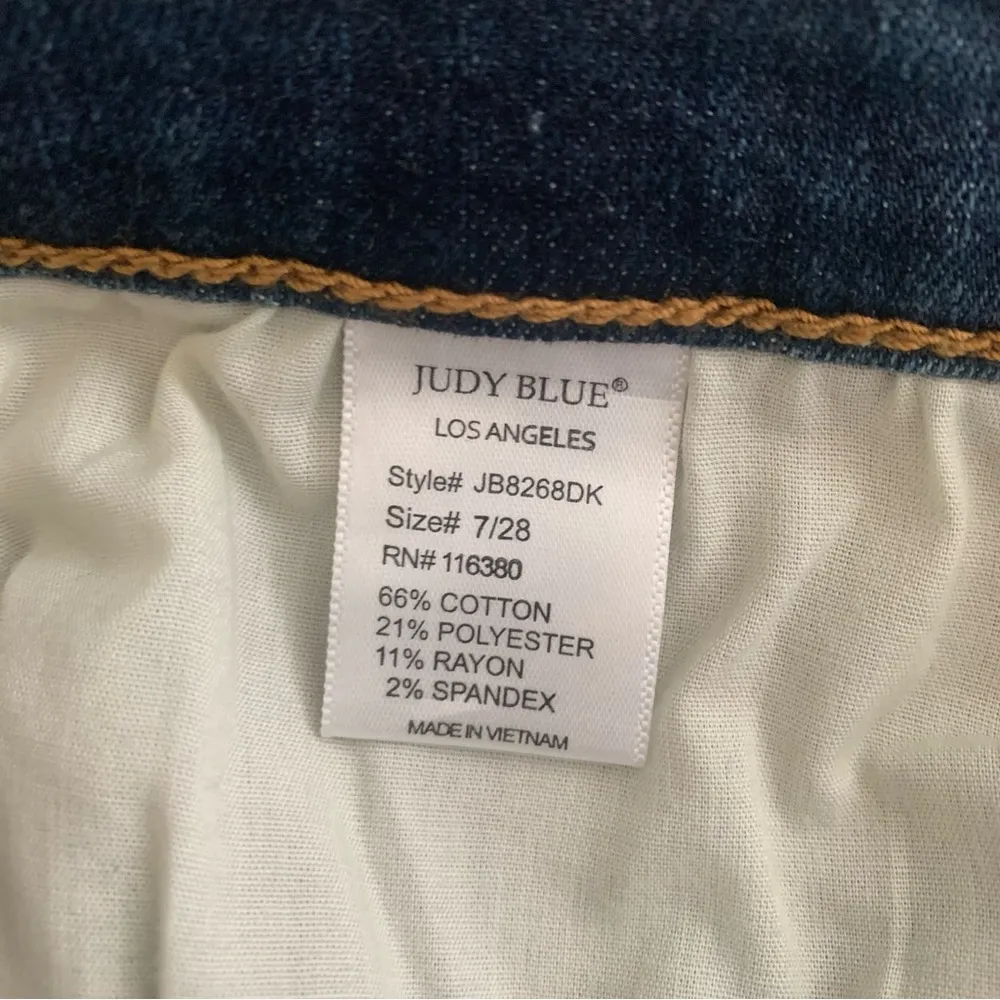 JUDY BLUE®
LOS ANGELES
Style# JB8268DK
Size# 7/28
RN# 116380
66% COTTON
21% POLYESTER
11% RAYON
2% SPANDEX
MADE IN VIETNAM